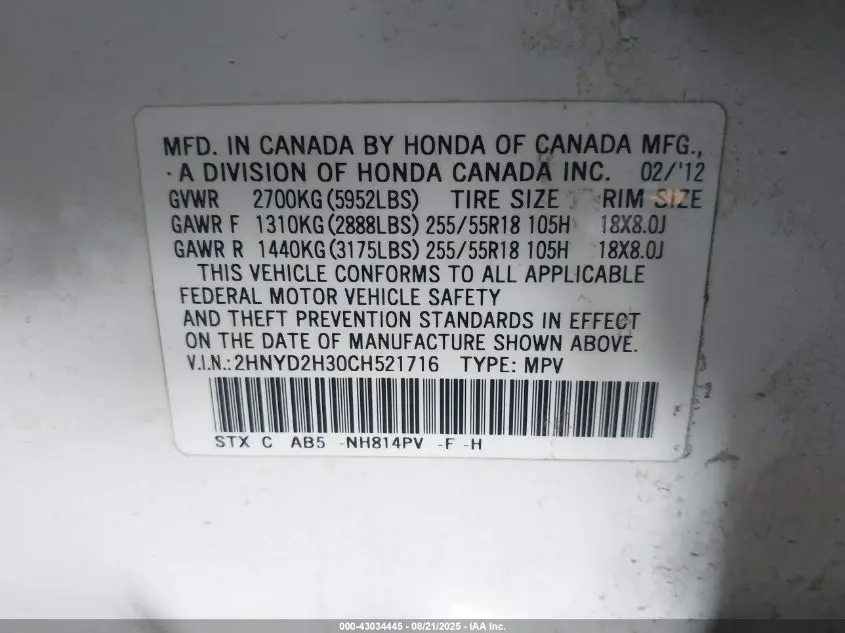 MFD. IN CANADA BY HONDA OF CANADA MFG.,
A DIVISION OF HONDA CANADA INC. 02/'12
GVWR 2700KG(5952LBS) TIRE SIZE RIM SIZE
GAWR F 1310KG(2888LBS) 255/55R18 105H 18X8.0J
GAWR R 1440KG(3175LBS) 255/55R18 105H 18X8.0J
THIS VEHICLE CONFORMS TO ALL APPLICABLE
FEDERAL MOTOR VEHICLE SAFETY
AND THEFT PREVENTION STANDARDS IN EFFECT
ON THE DATE OF MANUFACTURE SHOWN ABOVE.
V.I.N.:2HNYD2H30CH521716 TYPE: MPV
STX C AB5 -NH814PV -F -H
000-43034445 - 08/21/2025 - IAA Inc.